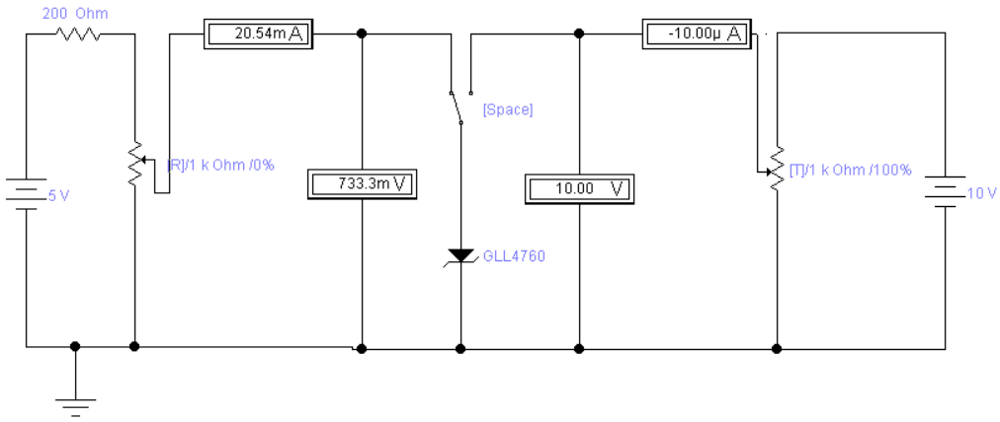 200 Ohm
20.54m A
-10.00µ A
[Space]
[R]/1 k Ohm /0%
[T]/1 k Ohm /100%
733.3m V
10.00 V
5 V
10 V
GLL4760